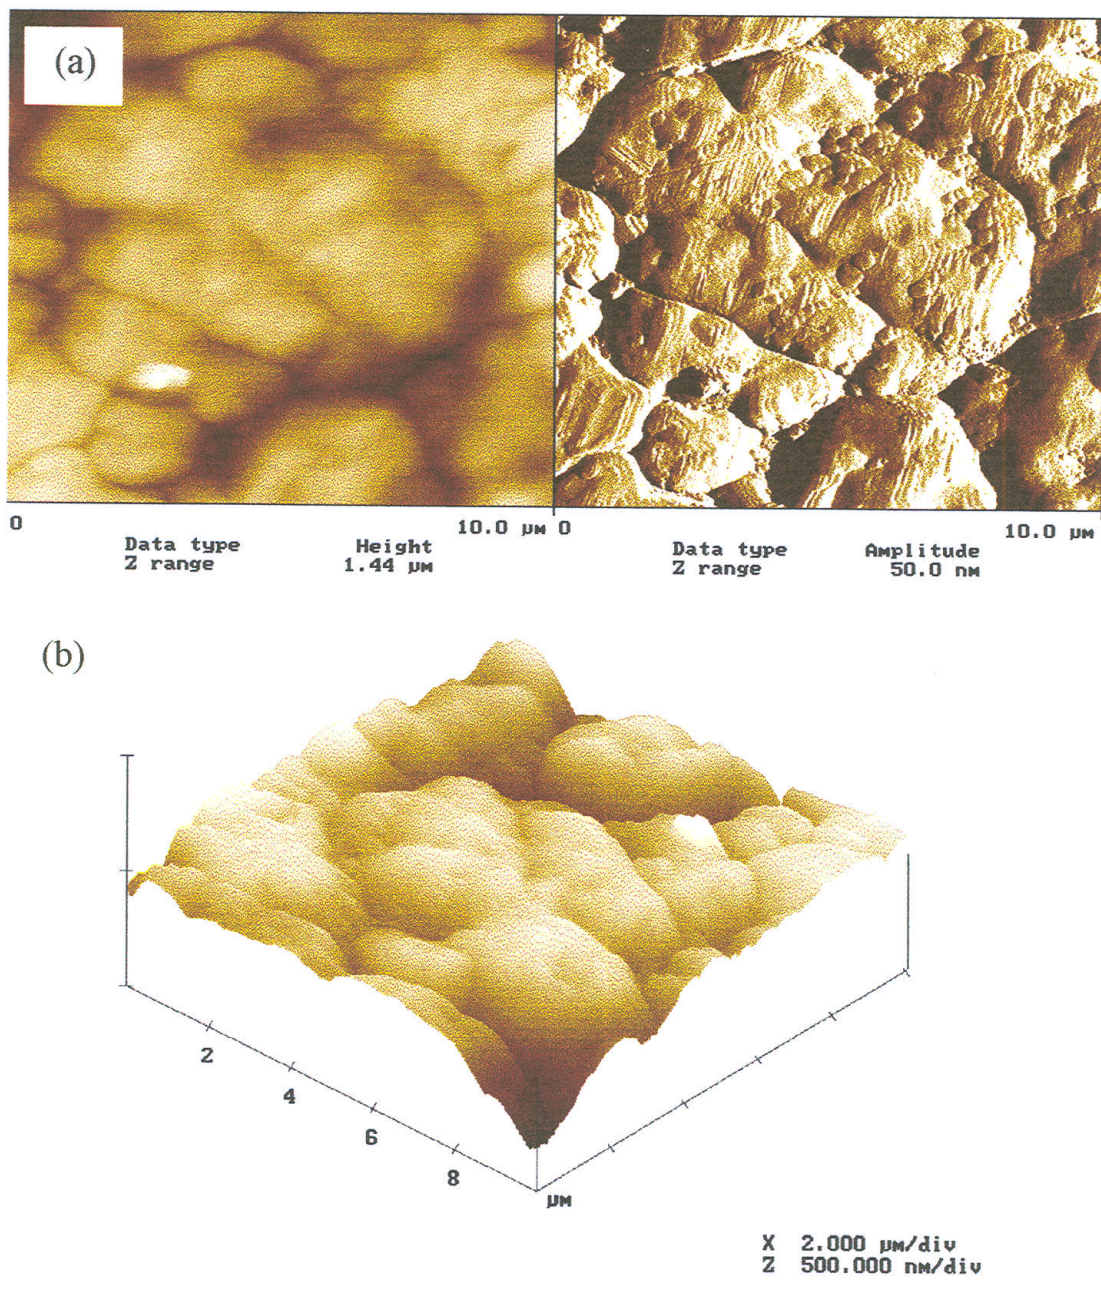 (a)
0 10.0 µm 0 10.0 µm
Data type Height Data type Amplitude
Z range 1.44 µm Z range 50.0 nm
(b)
2
4
6
8
µm
X 2.000 µm/div
Z 500.000 nm/div